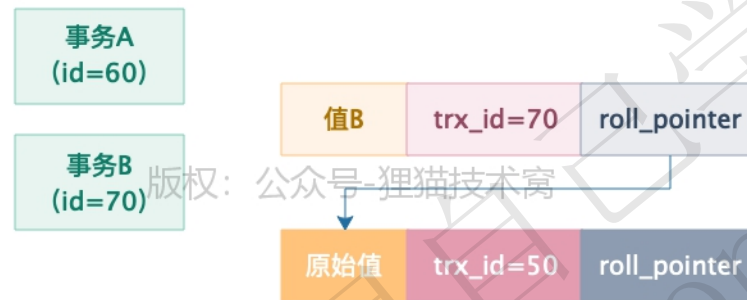 事务A
(id=60)
值B trx_id=70 roll_pointer
事务B
(id=70)
版权：公众号-狸猫技术窝
原始值 trx_id=50 roll_pointer